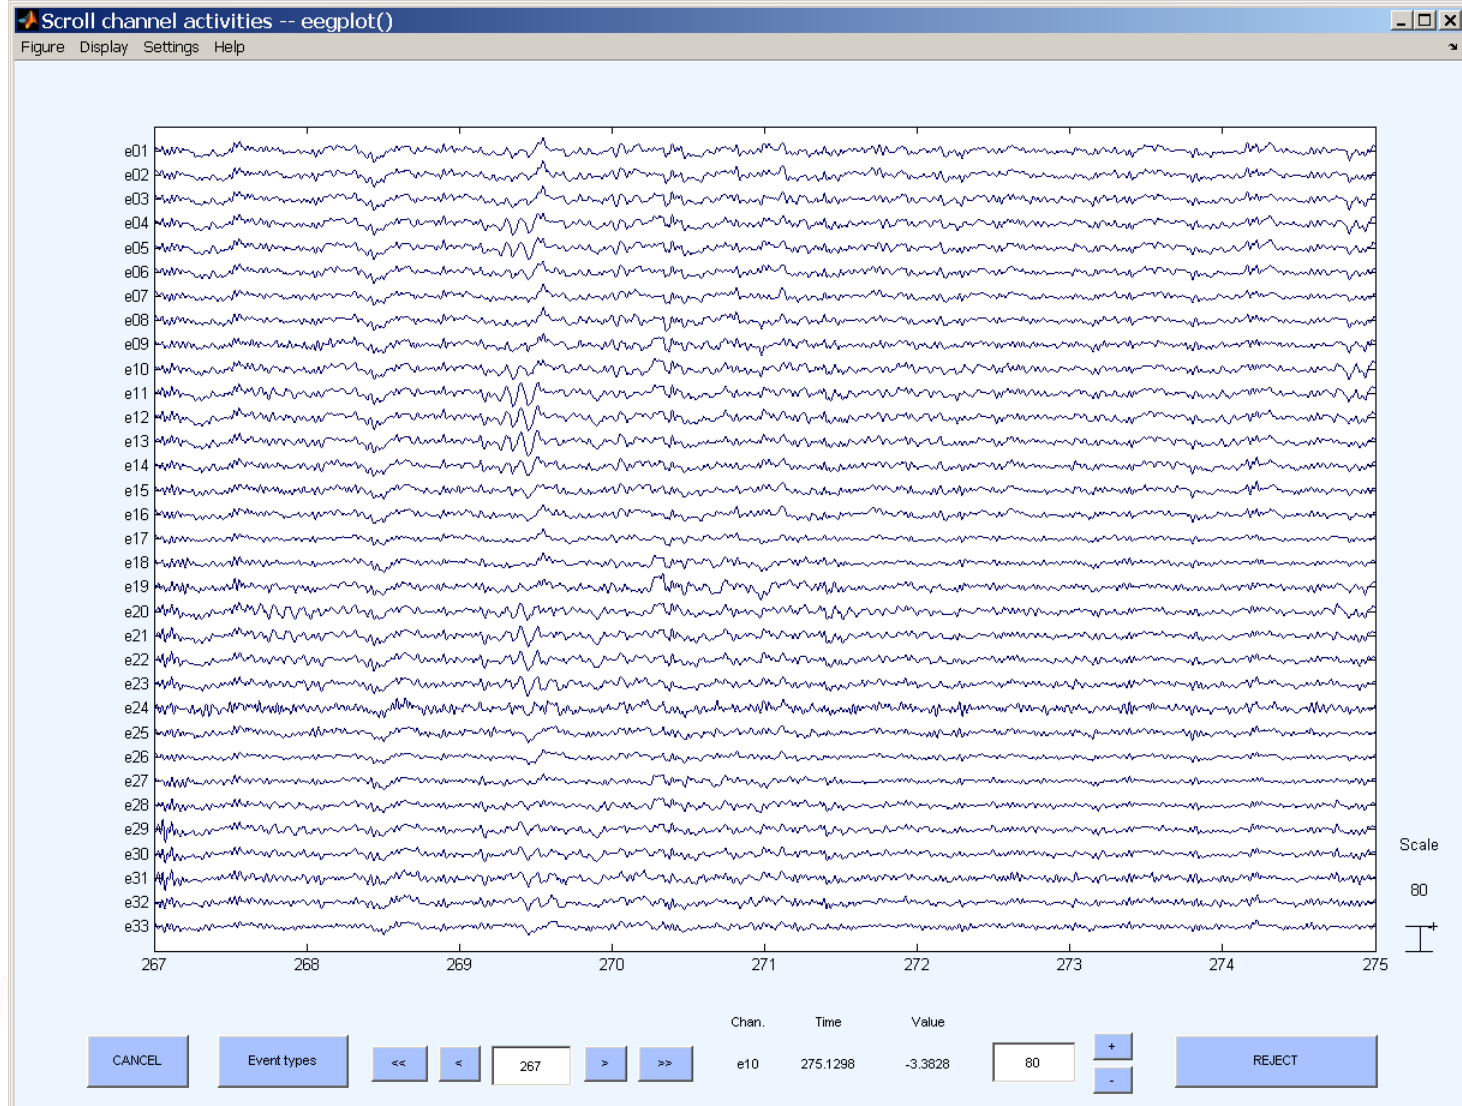 Scroll channel activities -- eegplot()
Figure Display Settings Help
e01
e02
e03
e04
e05
e06
e07
e08
e09
e10
e11
e12
e13
e14
e15
e16
e17
e18
e19
e20
e21
e22
e23
e24
e25
e26
e27
e28
e29
e30
e31
e32
e33
267 268 269 270 271 272 273 274 275
Scale
80
+
Chan. Time Value
CANCEL Event types << < 267 > >> e10 275.1298 -3.3828 80 + REJECT
-